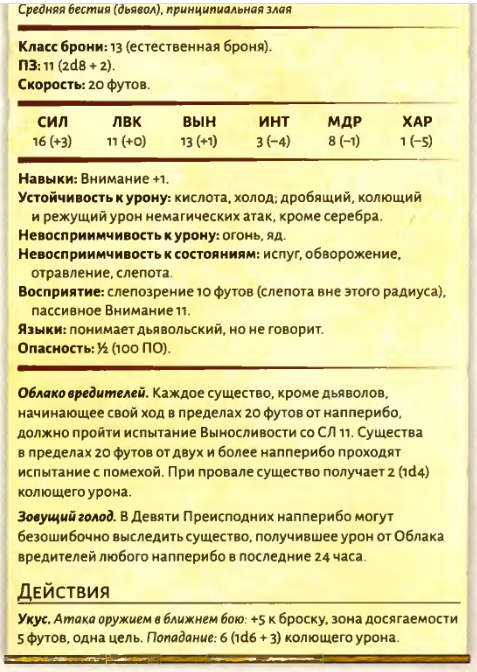 Средняя бестия (дьявол), принципиальная злая
Класс брони: 13 (естественная броня).
ПЗ: 11 (2d8 + 2).
Скорость: 20 футов.
СИЛ ЛВК ВЫН ИНТ МДР ХАР
16 (+3) 11 (+0) 13 (+1) 3 (−4) 8 (−1) 1 (−5)
Навыки: Внимание +1.
Устойчивость к урону: кислота, холод; дробящий, колющий
и режущий урон немагических атак, кроме серебра.
Невосприимчивость к урону: огонь, яд.
Невосприимчивость к состояниям: испуг, обворожение,
отравление, слепота.
Восприятие: слепозрение 10 футов (слепота вне этого радиуса),
пассивное Внимание 11.
Языки: понимает дьявольский, но не говорит.
Опасность: ½ (100 ПО).
Облако вредителей. Каждое существо, кроме дьяволов,
начинающее свой ход в пределах 20 футов от напперибо,
должно пройти испытание Выносливости со СЛ 11. Существа
в пределах 20 футов от двух и более напперибо проходят
испытание с помехой. При провале существо получает 2 (1d4)
колющего урона.
Зовущий голод. В Девяти Преисподних напперибо могут
безошибочно выследить существо, получившее урон от Облака
вредителей любого напперибо в последние 24 часа.
Действия
Укус. Атака оружием в ближнем бою: +5 к броску, зона досягаемости
5 футов, одна цель. Попадание: 6 (1d6 + 3) колющего урона.